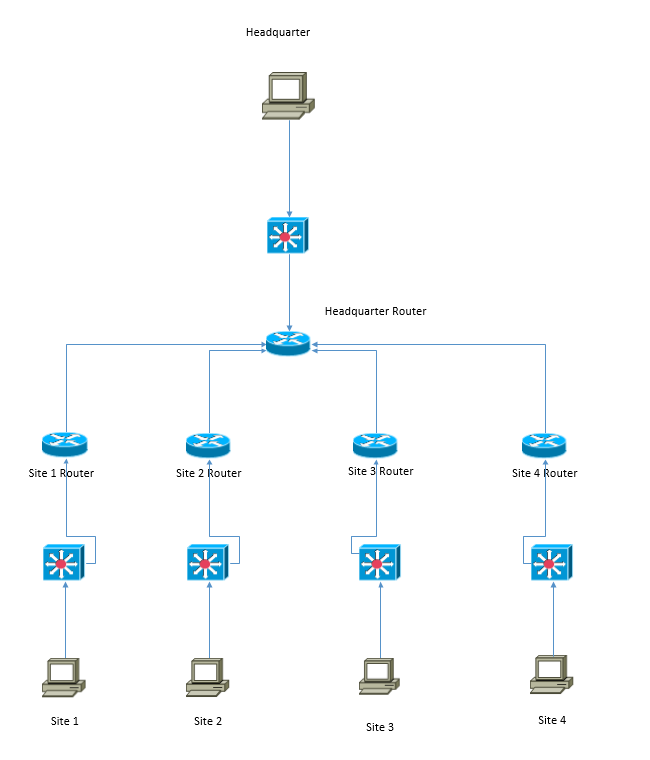 Headquarter
Headquarter Router
Site 1 Router
Site 2 Router
Site 3 Router
Site 4 Router
Site 1
Site 2
Site 3
Site 4